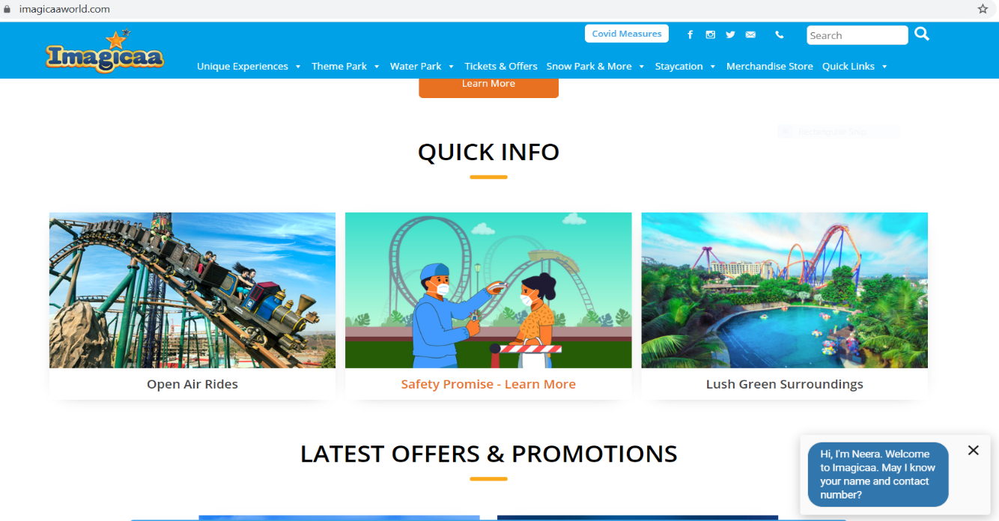 imagicaaworld.com
Covid Measures
Search
Imagicaa
Unique Experiences Theme Park Water Park Tickets & Offers Snow Park & More Staycation Merchandise Store Quick Links
Learn More
Rectangular Snip
QUICK INFO
Open Air Rides Safety Promise - Learn More Lush Green Surroundings
LATEST OFFERS & PROMOTIONS
Hi, I'm Neera. Welcome
to Imagicaa. May I know
your name and contact
number?